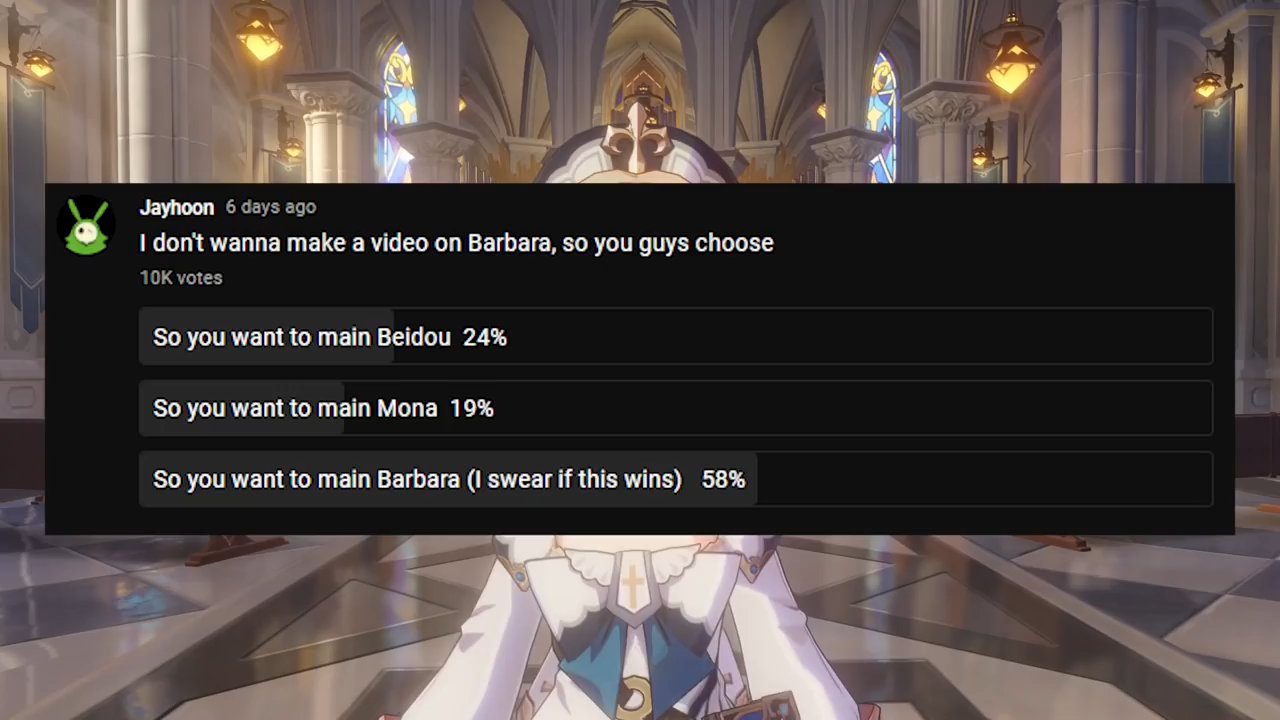 Jayhoon 6 days ago
I don't wanna make a video on Barbara, so you guys choose
10K votes
So you want to main Beidou 24%
So you want to main Mona 19%
So you want to main Barbara (I swear if this wins) 58%